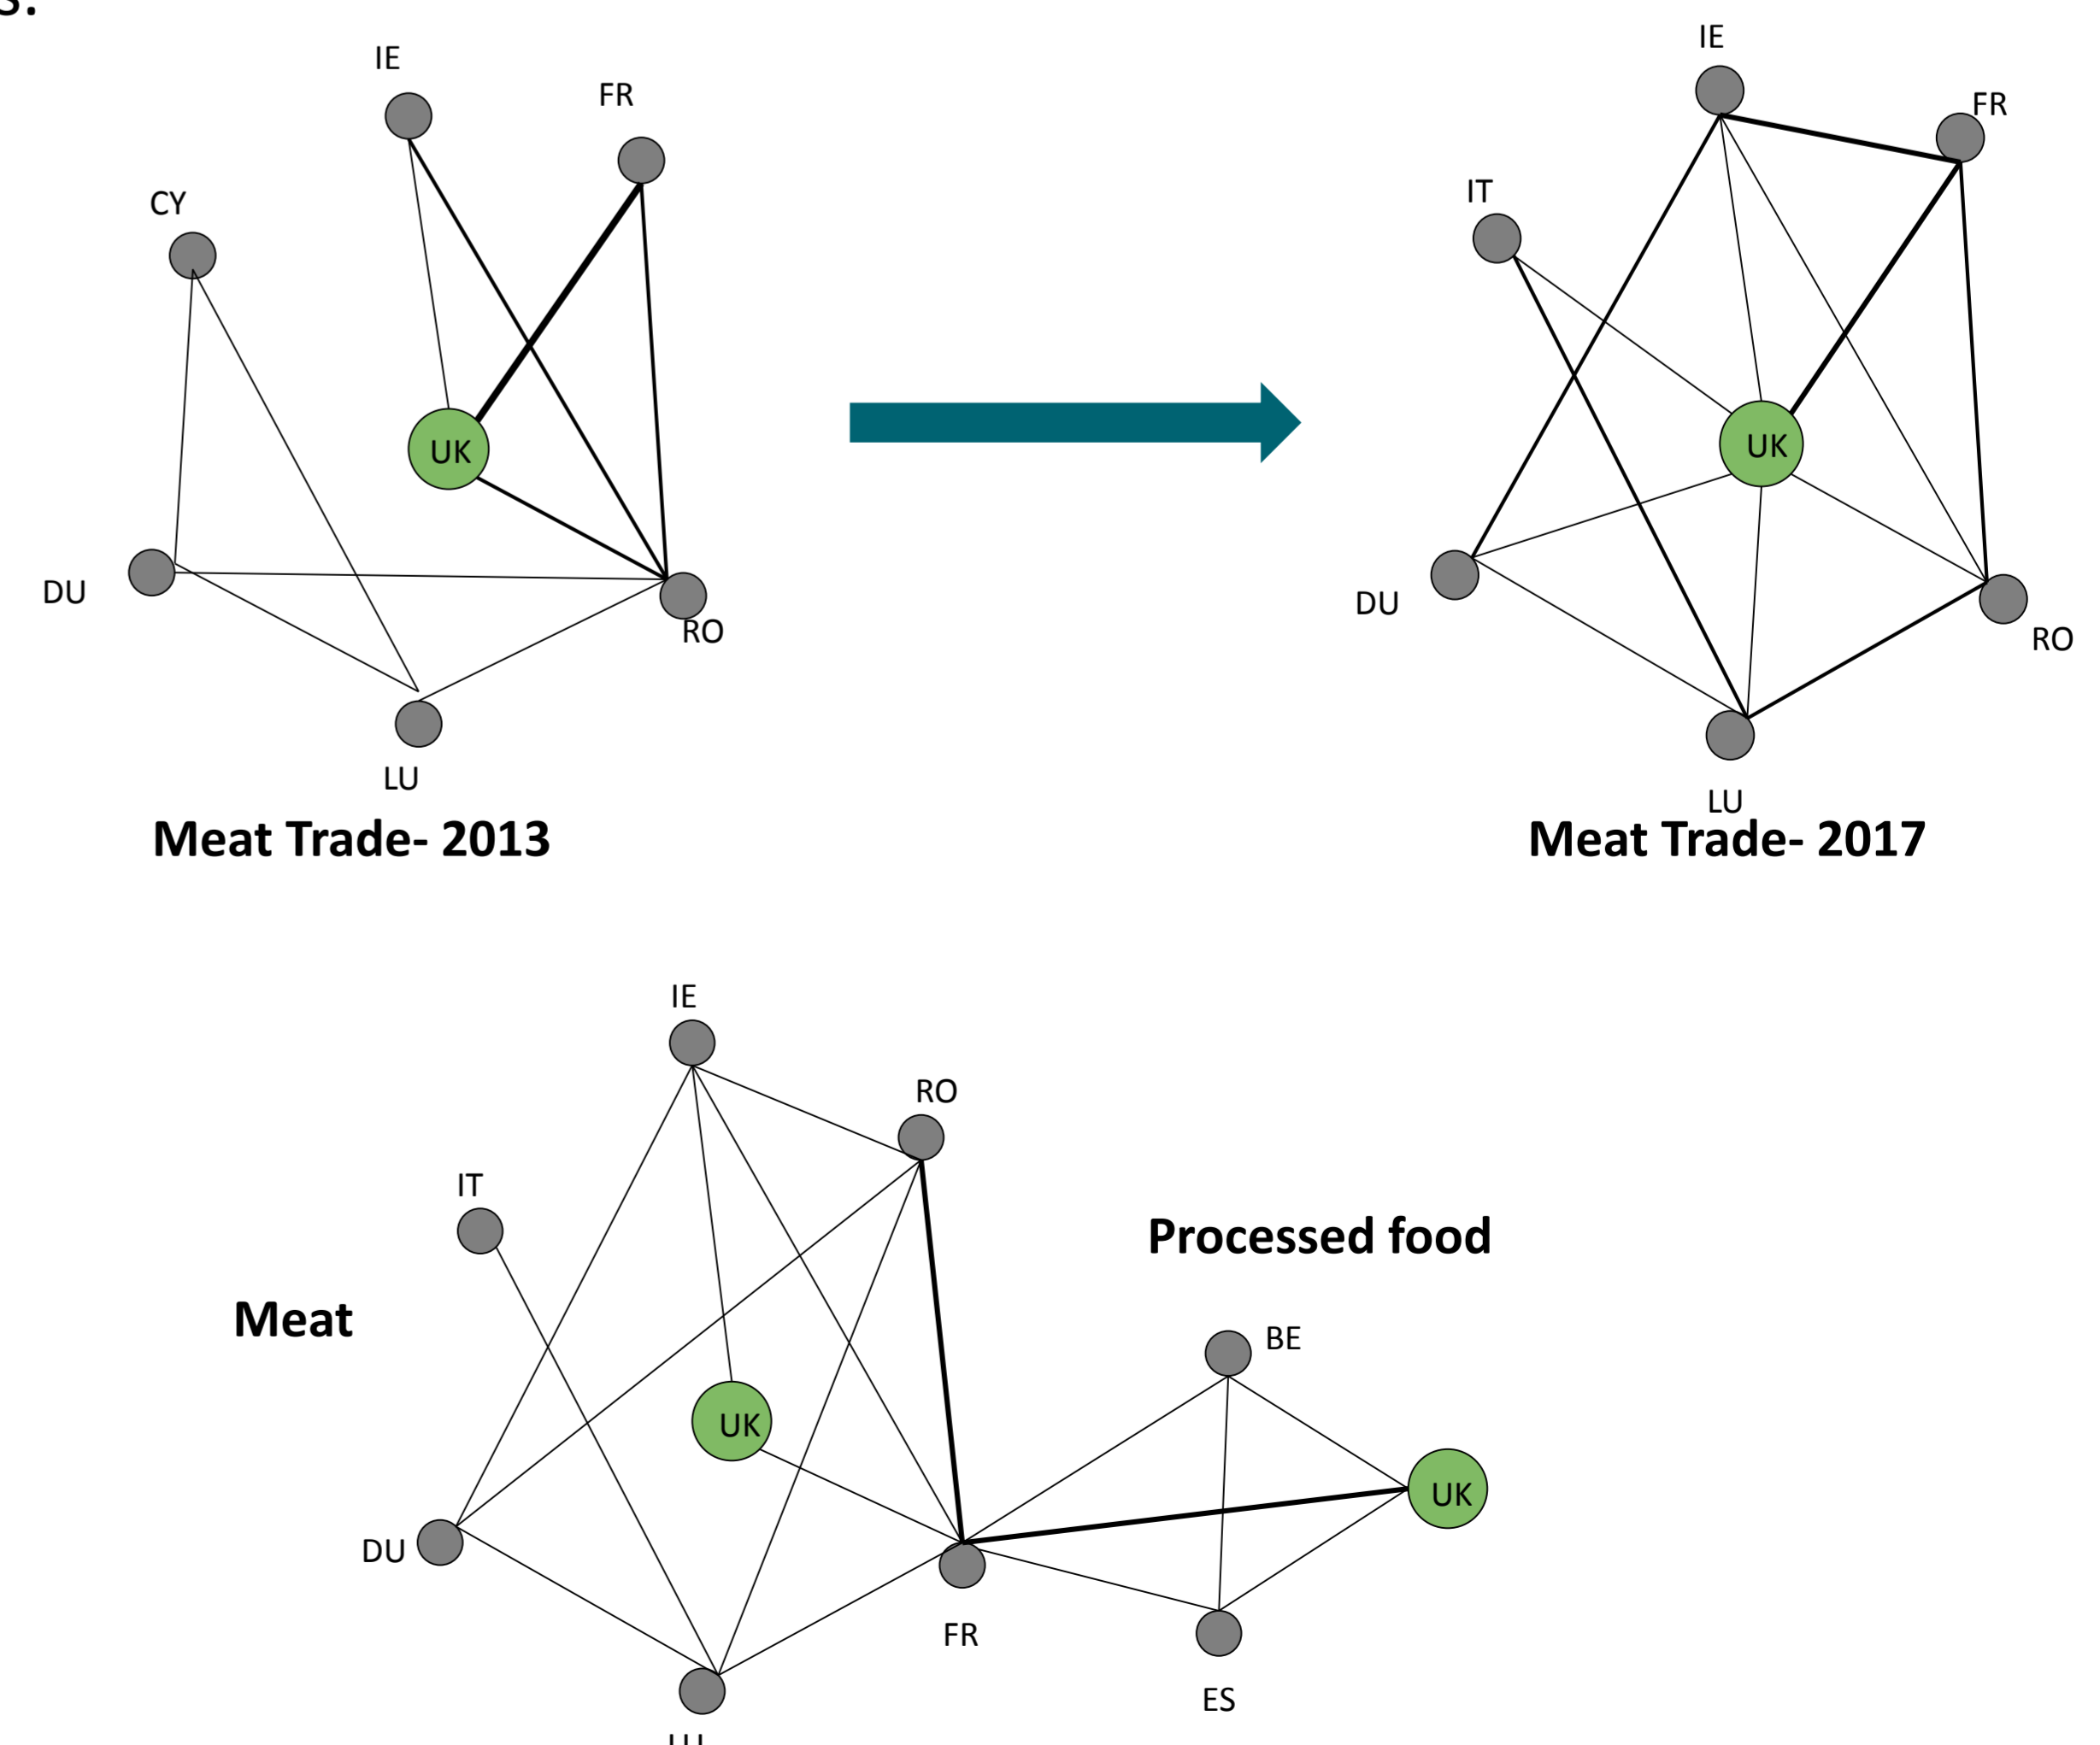 s.
IE
FR
CY
UK
DU
RO
LU
Meat Trade- 2013
IE
FR
IT
UK
DU
RO
LU
Meat Trade- 2017
IE
RO
IT
Processed food
Meat
BE
UK
UK
DU
FR
ES